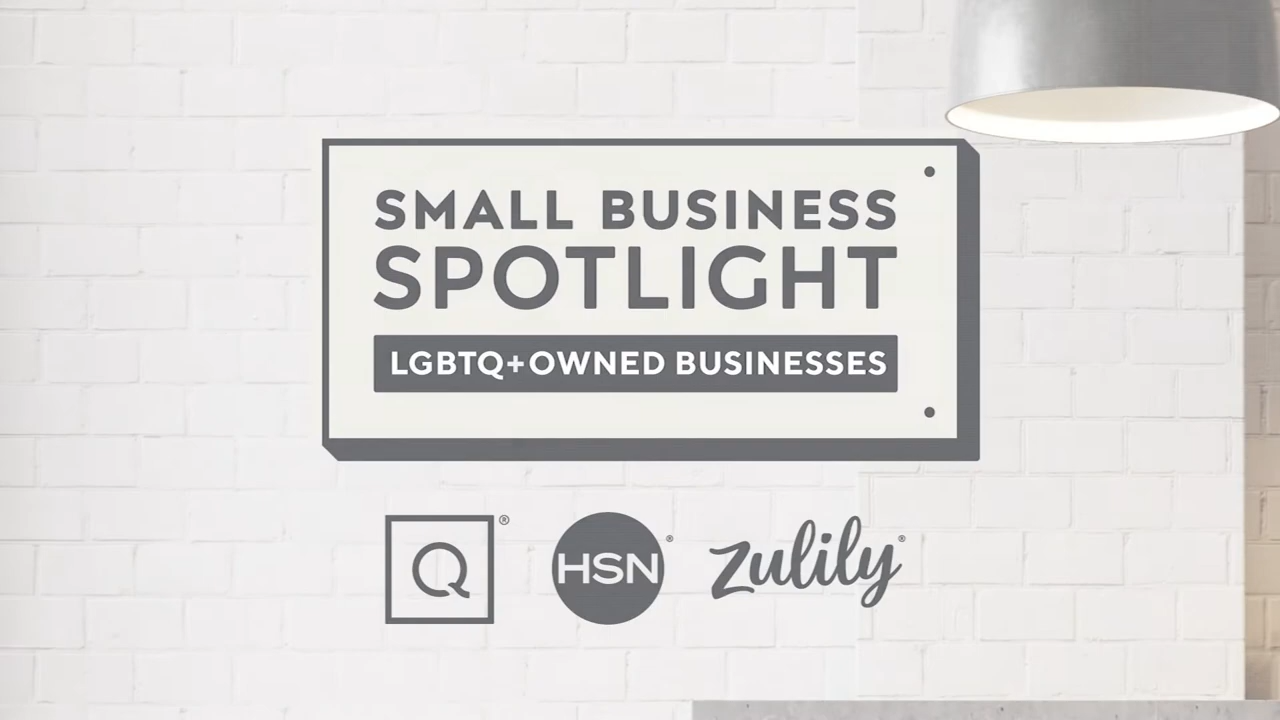 SMALL BUSINESS
SPOTLIGHT
LGBTQ+OWNED BUSINESSES
Q®
HSN®
zulily®